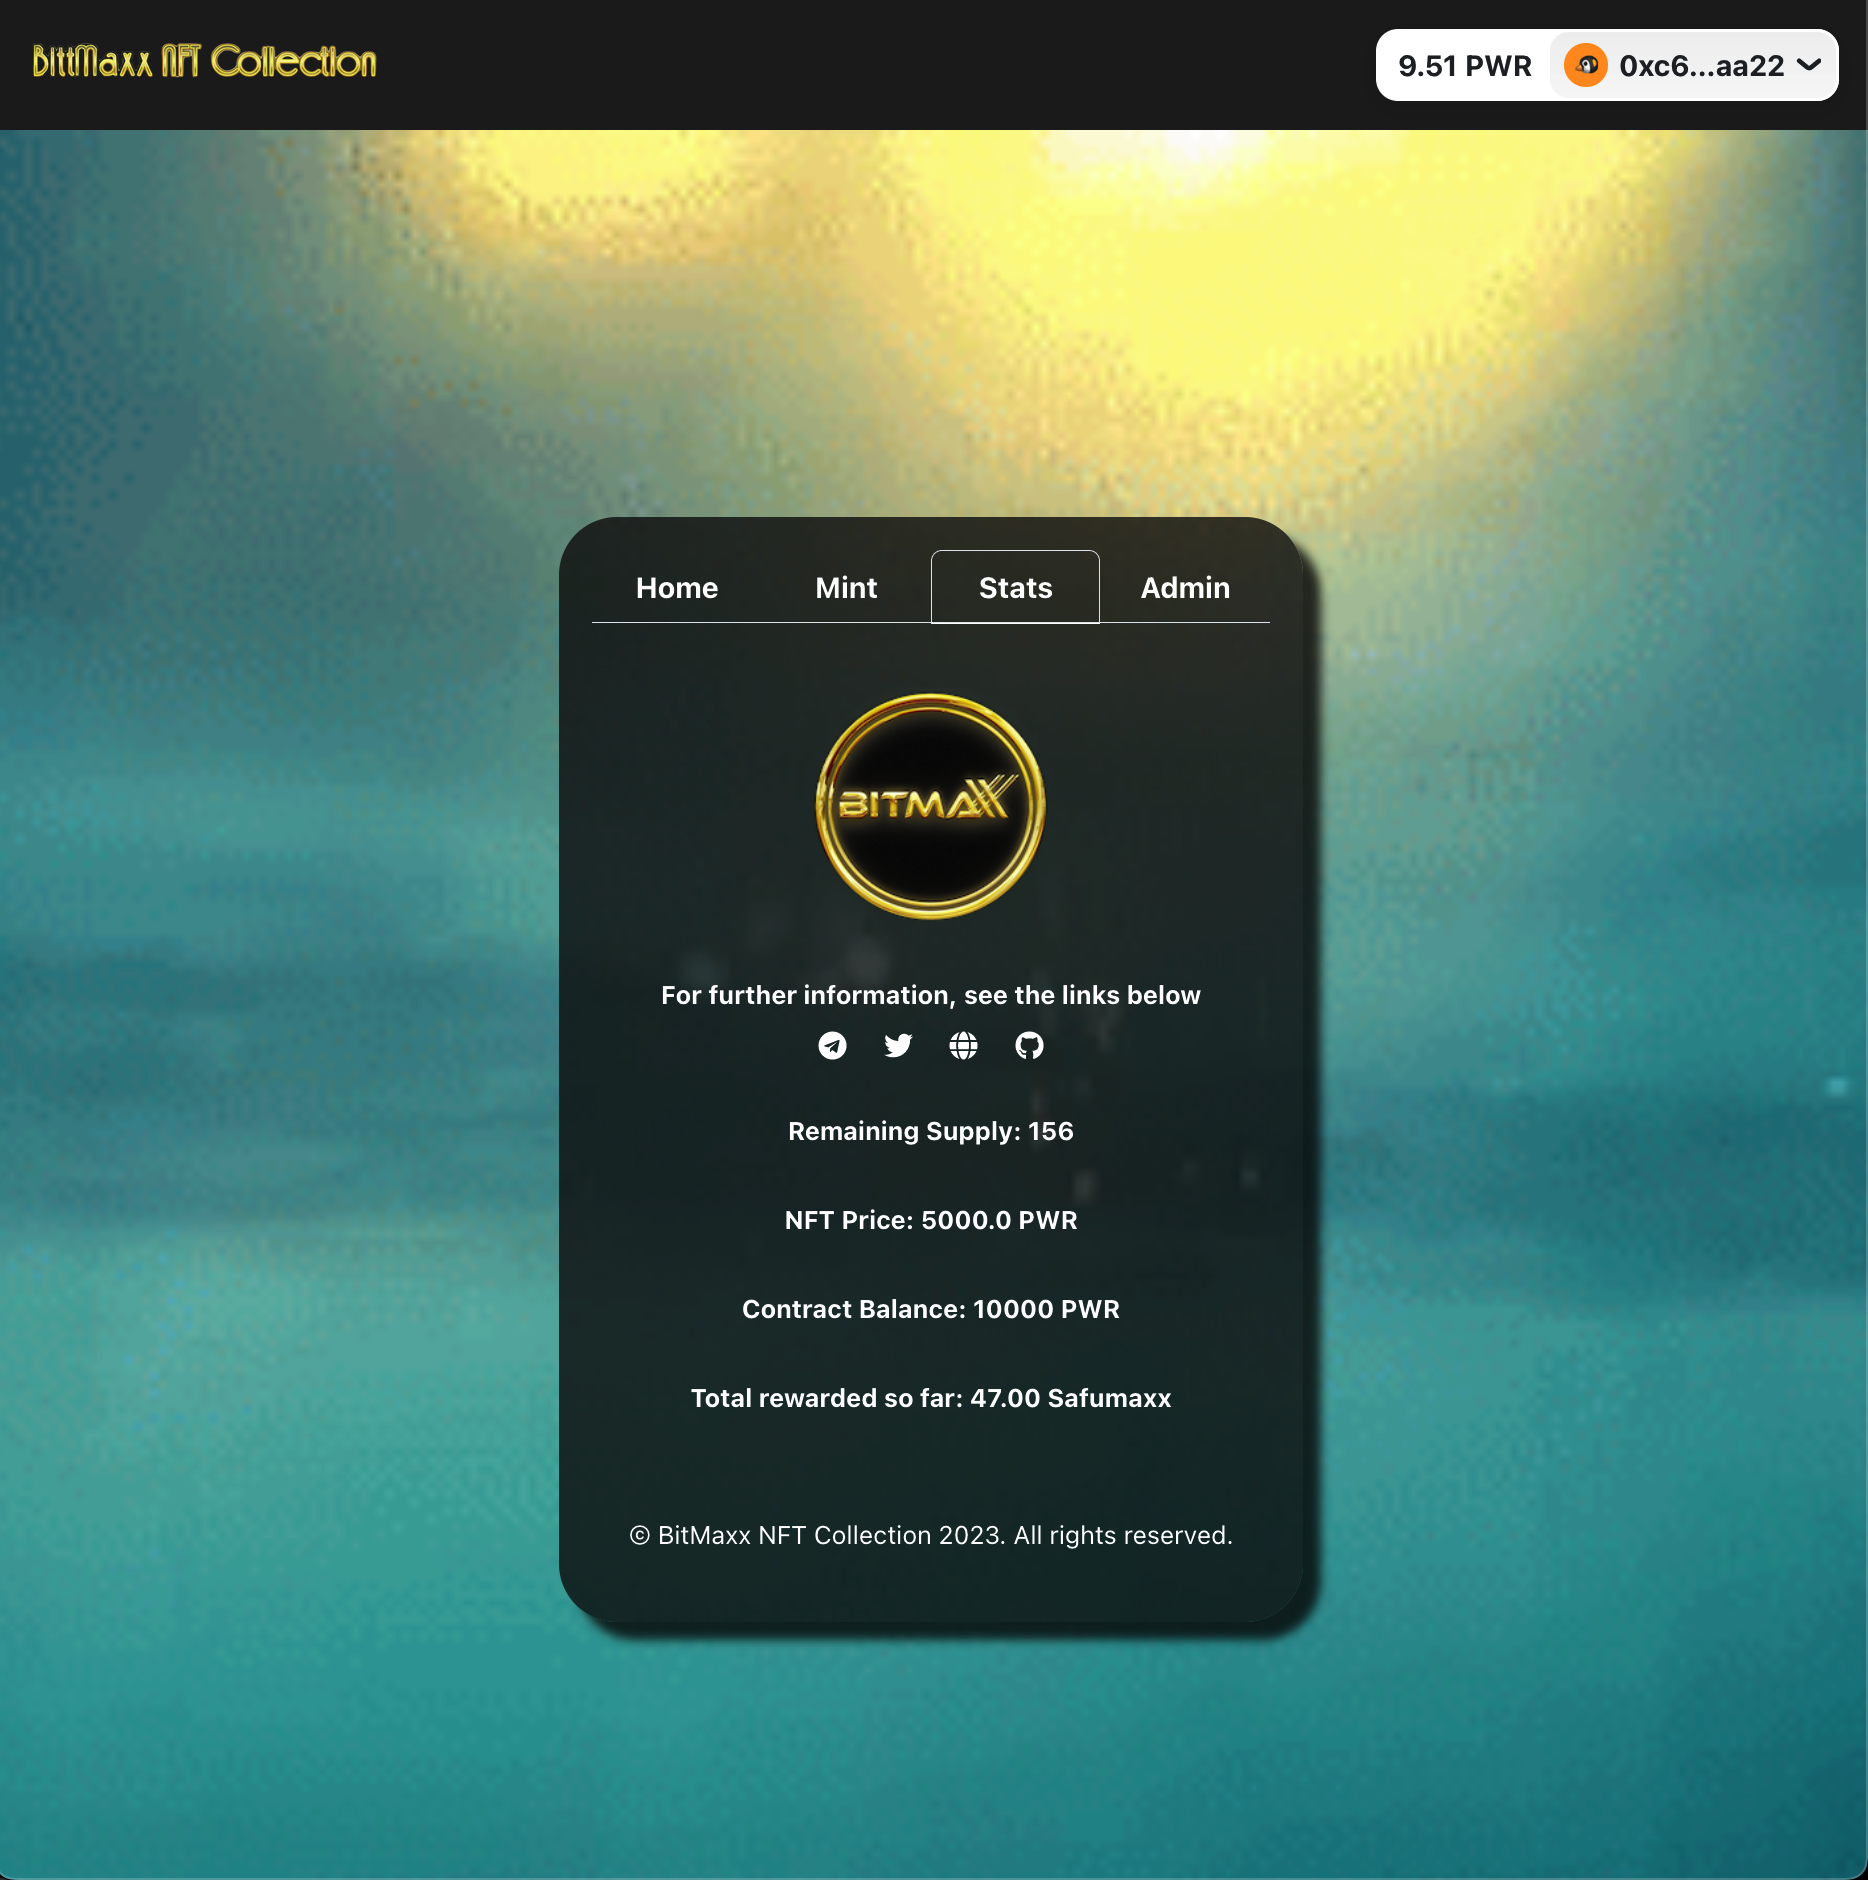 BittMaxx NFT Collection
9.51 PWR 0xc6...aa22
Home Mint Stats Admin
BITMAXX
For further information, see the links below
Remaining Supply: 156
NFT Price: 5000.0 PWR
Contract Balance: 10000 PWR
Total rewarded so far: 47.00 Safumaxx
© BitMaxx NFT Collection 2023. All rights reserved.